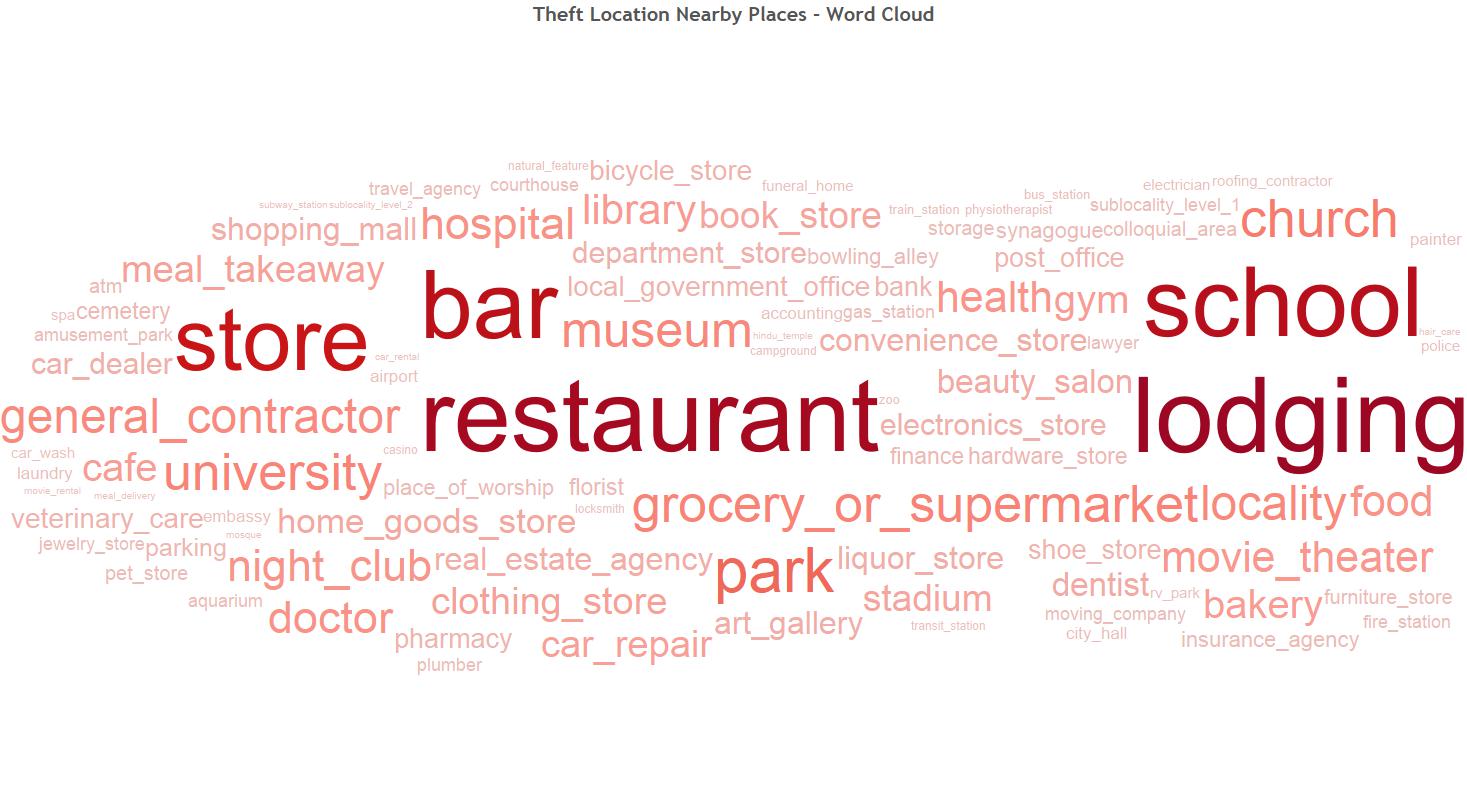 Theft Location Nearby Places - Word Cloud
natural_feature bicycle_store
travel_agency courthouse funeral_home electrician roofing_contractor
bus_station
subway_station sublocality_level_2 library book_store train_station physiotherapist sublocality_level_1
shopping_mall hospital storage synagogue colloquial_area church painter
department_store bowling_alley post_office
meal_takeaway
atm bar local_government_office bank health gym school
spa cemetery accounting gas_station
amusement_park store museum hindu_temple convenience_store lawyer hair_care
car_rental campground police
car_dealer airport beauty_salon
general_contractor restaurant zoo electronics_store lodging
car_wash casino finance hardware_store
laundry cafe university place_of_worship florist
movie_rental meal_delivery grocery_or_supermarket locality food
veterinary_care embassy home_goods_store locksmith
mosque
jewelry_store parking shoe_store movie_theater
pet_store night_club real_estate_agency park liquor_store
dentist rv_park
aquarium clothing_store stadium bakery furniture_store
doctor art_gallery transit_station moving_company fire_station
pharmacy car_repair city_hall insurance_agency
plumber